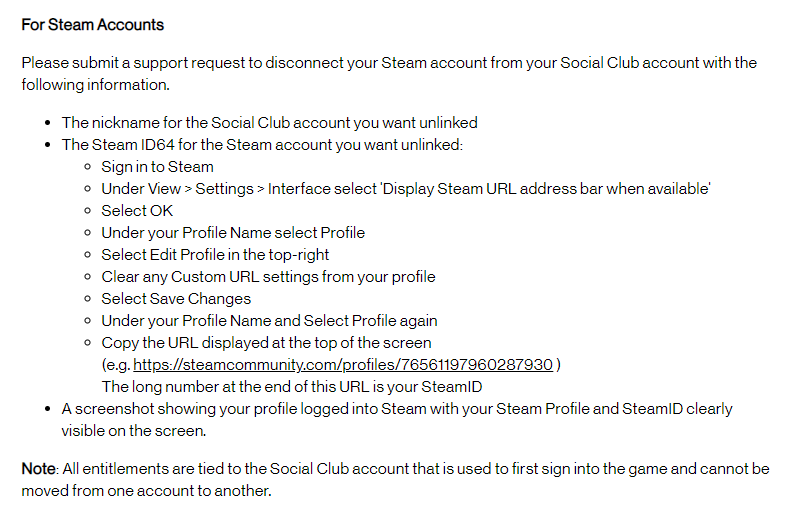 For Steam Accounts
Please submit a support request to disconnect your Steam account from your Social Club account with the
following information.
• The nickname for the Social Club account you want unlinked
• The Steam ID64 for the Steam account you want unlinked:
◦ Sign in to Steam
◦ Under View > Settings > Interface select 'Display Steam URL address bar when available'
◦ Select OK
◦ Under your Profile Name select Profile
◦ Select Edit Profile in the top-right
◦ Clear any Custom URL settings from your profile
◦ Select Save Changes
◦ Under your Profile Name and Select Profile again
◦ Copy the URL displayed at the top of the screen
(e.g. https://steamcommunity.com/profiles/76561197960287930 )
The long number at the end of this URL is your SteamID
• A screenshot showing your profile logged into Steam with your Steam Profile and SteamID clearly
visible on the screen.
Note: All entitlements are tied to the Social Club account that is used to first sign into the game and cannot be
moved from one account to another.